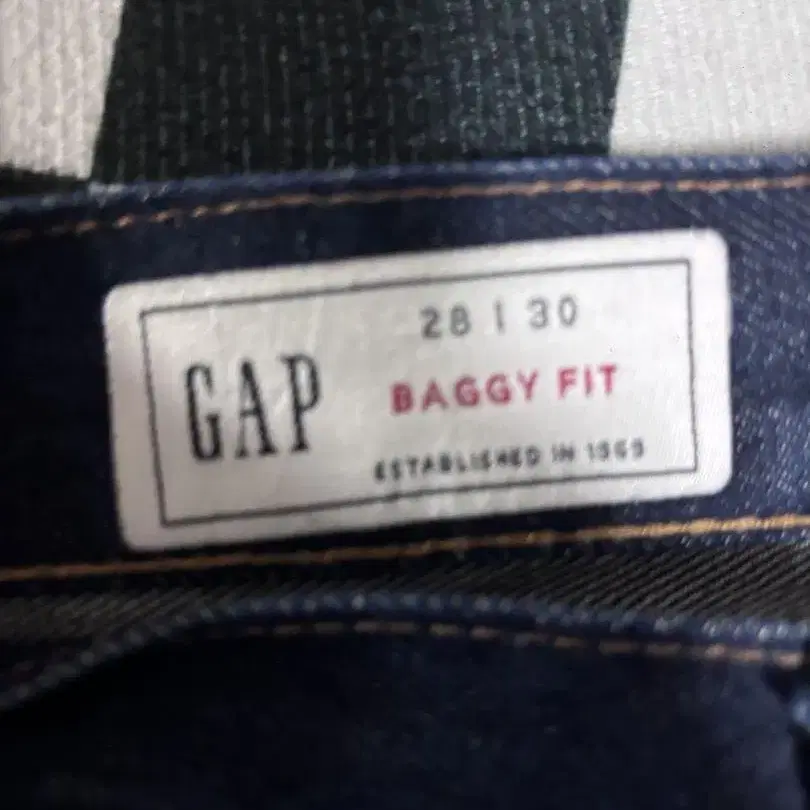 GAP
28 | 30
BAGGY FIT
ESTABLISHED IN 1969